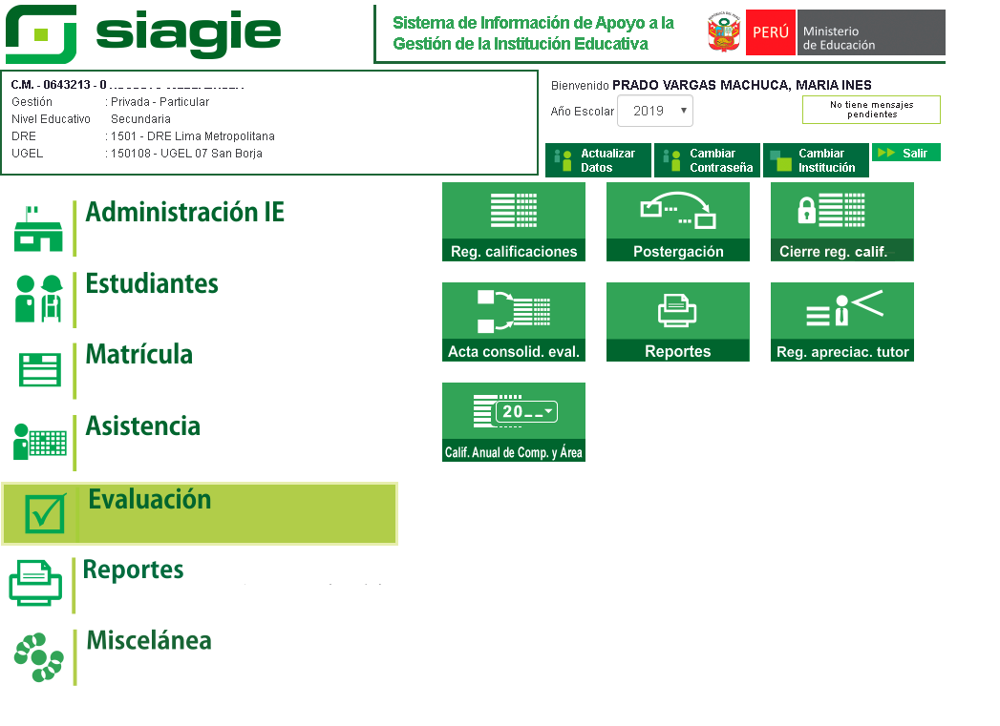 siagie
Sistema de Información de Apoyo a la
Gestión de la Institución Educativa
PERÚ
Ministerio
de Educación
C.M. - 0643213 - 0
Gestión : Privada - Particular
Nivel Educativo Secundaria
DRE : 1501 - DRE Lima Metropolitana
UGEL : 150108 - UGEL 07 San Borja
Bienvenido PRADO VARGAS MACHUCA, MARIA INES
Año Escolar 2019
No tiene mensajes
pendientes
Actualizar
Datos
Cambiar
Contraseña
Cambiar
Institución
Salir
Administración IE
Estudiantes
Matrícula
Asistencia
Evaluación
Reportes
Miscelánea
Reg. calificaciones
Postergación
Cierre reg. calif.
Acta consolid. eval.
Reportes
Reg. apreciac. tutor
20__
Calif. Anual de Comp. y Área